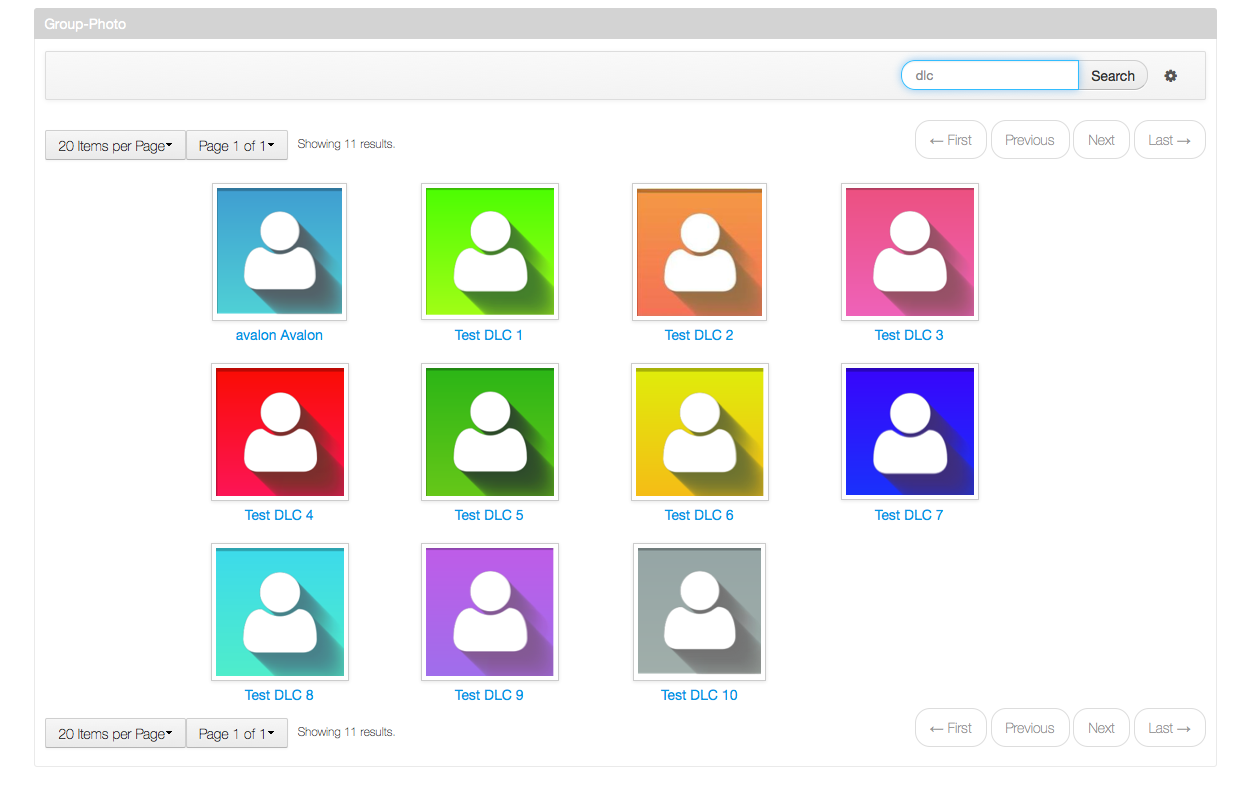 Group-Photo
dlc Search
20 Items per Page Page 1 of 1 Showing 11 results. ← First Previous Next Last →
avalon Avalon Test DLC 1 Test DLC 2 Test DLC 3
Test DLC 4 Test DLC 5 Test DLC 6 Test DLC 7
Test DLC 8 Test DLC 9 Test DLC 10
20 Items per Page Page 1 of 1 Showing 11 results. ← First Previous Next Last →